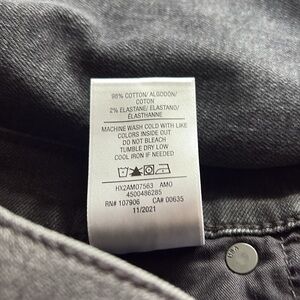 98% COTTON/ ALGODÓN/
COTON
2% ELASTANE/ ELASTANO/
ÉLASTHANNE
MACHINE WASH COLD WITH LIKE
COLORS INSIDE OUT
DO NOT BLEACH
TUMBLE DRY LOW
COOL IRON IF NEEDED
HX2AM07563 AMO
4500486285
RN# 107906 CA# 00635
11/2021